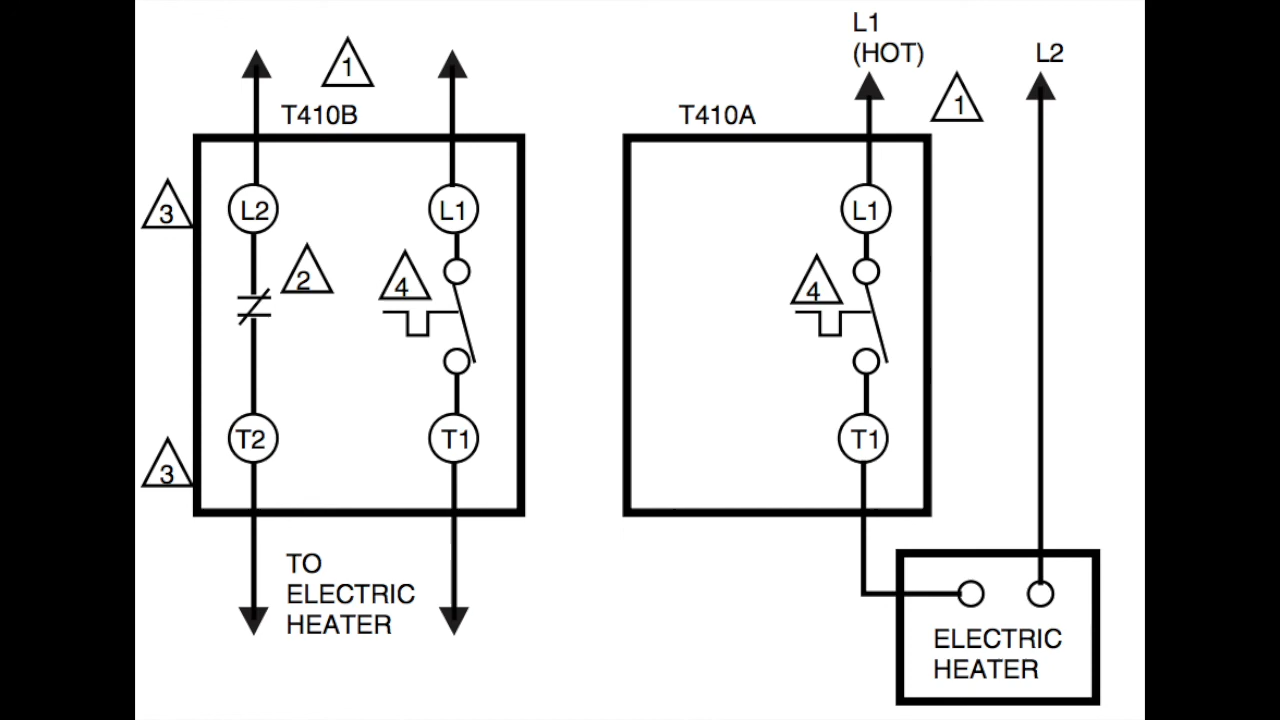 1
T410B
3
L2
L1
2
4
T2
T1
3
TO
ELECTRIC
HEATER
L1
(HOT)
L2
1
T410A
L1
4
T1
ELECTRIC
HEATER